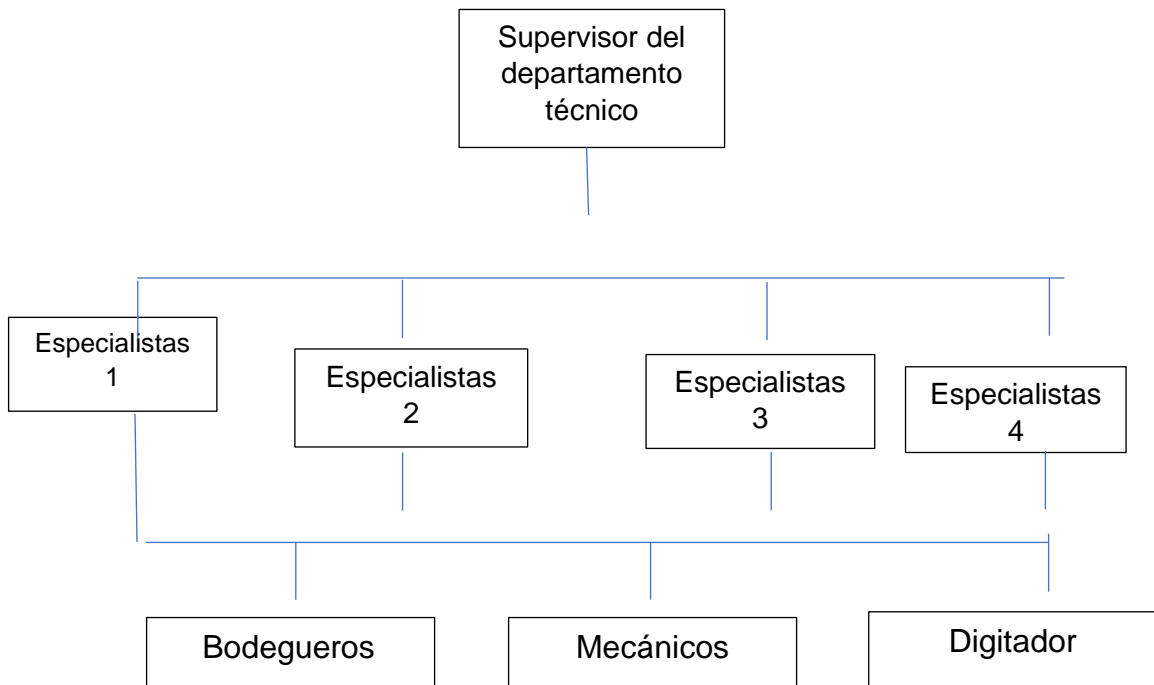 Supervisor del
departamento
técnico
Especialistas
1
Especialistas
2
Especialistas
3
Especialistas
4
Bodegueros
Mecánicos
Digitador